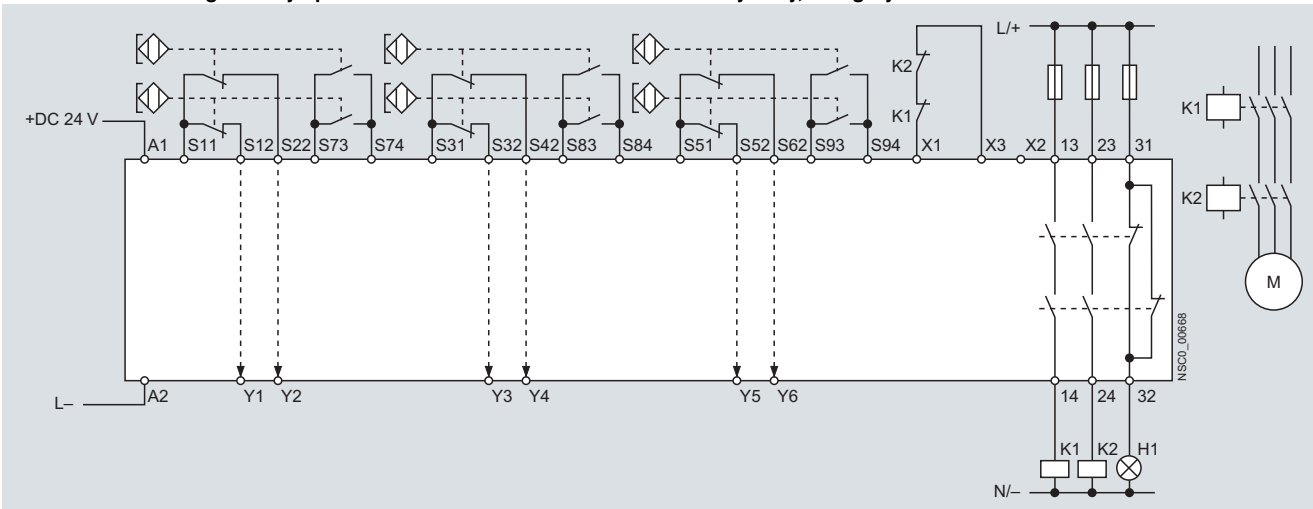 L/+
K2
K1
K1
+DC 24 V
A1 S11 S12 S22 S73 S74 S31 S32 S42 S83 S84 S51 S52 S62 S93 S94 X1 X3 X2 13 23 31
K2
M
NSC0_00668
L–
A2 Y1 Y2 Y3 Y4 Y5 Y6 14 24 32
K1 K2 H1
N/–